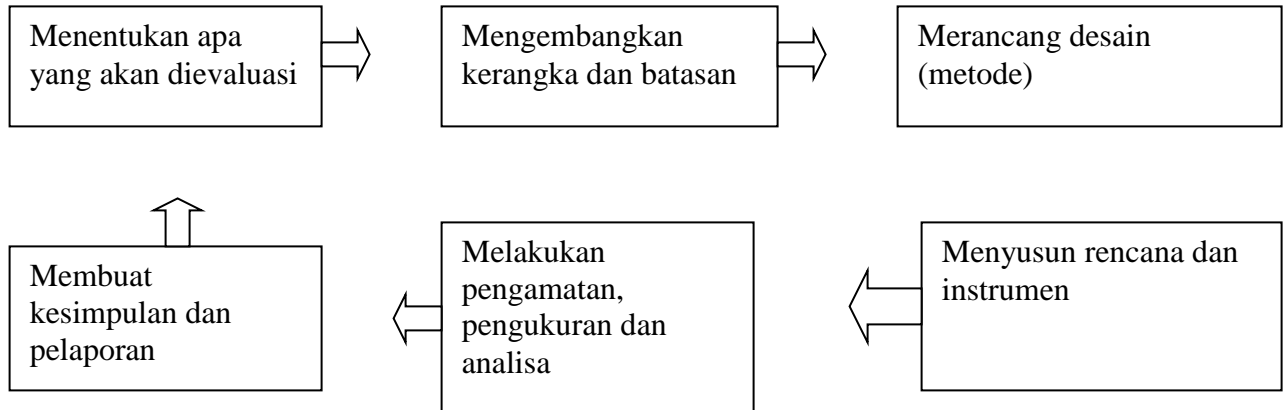 Menentukan apa
yang akan dievaluasi
Mengembangkan
kerangka dan batasan
Merancang desain
(metode)
Menyusun rencana dan
instrumen
Melakukan
pengamatan,
pengukuran dan
analisa
Membuat
kesimpulan dan
pelaporan